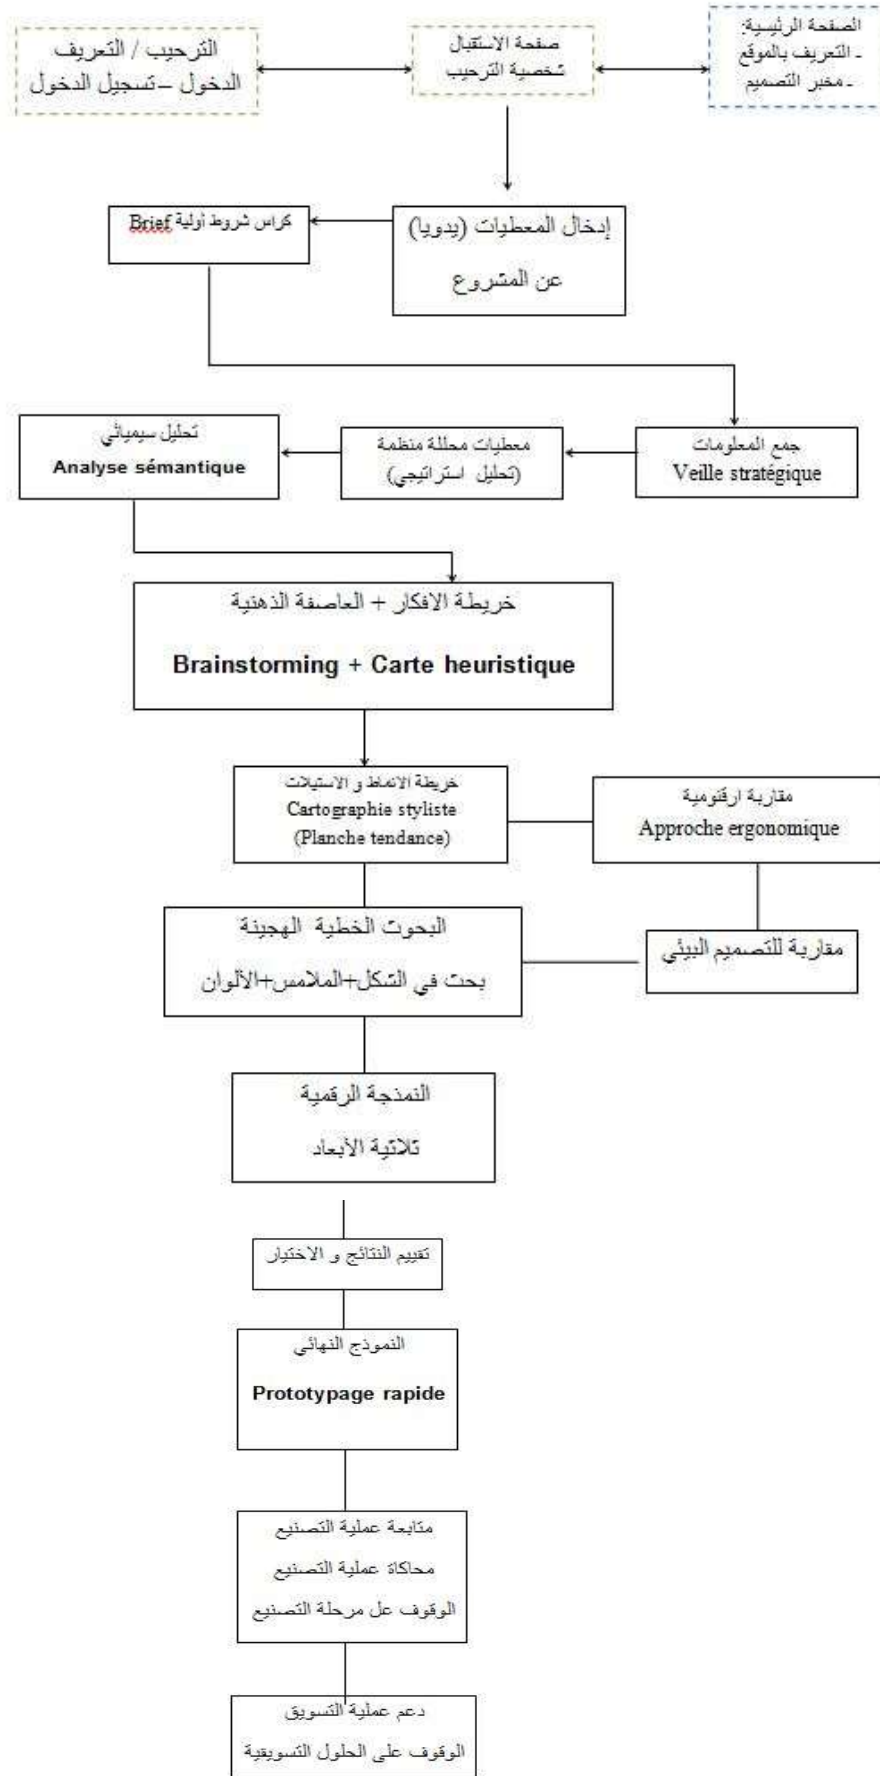 الصفحة الرئيسية:
- التعريف بالموقع
- مخبر التصميم
صفحة الاستقبال
شخصية الترحيب
الترحيب / التعريف
الدخول – تسجيل الدخول
إدخال المعطيات (يدويا)
عن المشروع
كراس شروط أولية Brief
جمع المعلومات
Veille stratégique
معطيات محللة منظمة
(تحليل استراتيجي)
تحليل سيميائي
Analyse sémantique
خريطة الافكار + العاصفة الذهنية
Brainstorming + Carte heuristique
خريطة الانماط و الاستيلات
Cartographie styliste
(Planche tendance)
مقاربة ارقنومية
Approche ergonomique
البحوث الخطية الهجينة
بحث في الشكل+الملامس+الألوان
مقاربة للتصميم البيئي
النمذجة الرقمية
ثلاثية الأبعاد
تقييم النتائج و الاختيار
النموذج النهائي
Prototypage rapide
متابعة عملية التصنيع
محاكاة عملية التصنيع
الوقوف عل مرحلة التصنيع
دعم عملية التسويق
الوقوف على الحلول التسويقية